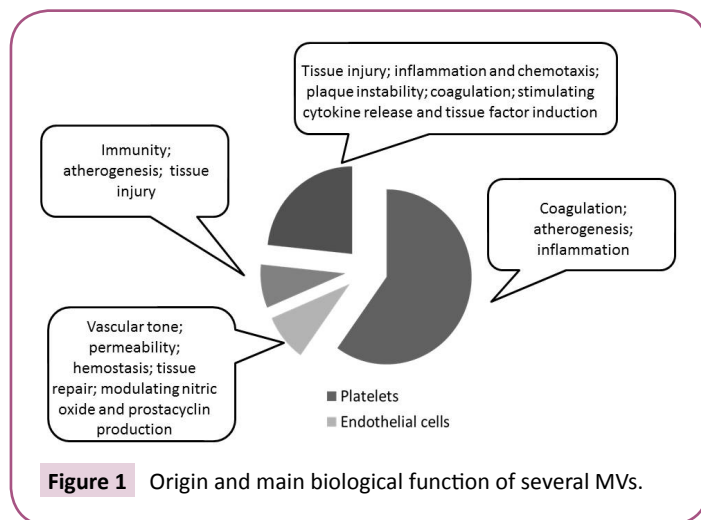 Tissue injury; inflammation and chemotaxis;
plaque instability; coagulation; stimulating
cytokine release and tissue factor induction
Immunity;
atherogenesis; tissue
injury
Coagulation;
atherogenesis;
inflammation
Vascular tone;
permeability;
hemostasis; tissue
repair; modulating nitric
oxide and prostacyclin
production
Platelets
Endothelial cells
Figure 1 Origin and main biological function of several MVs.